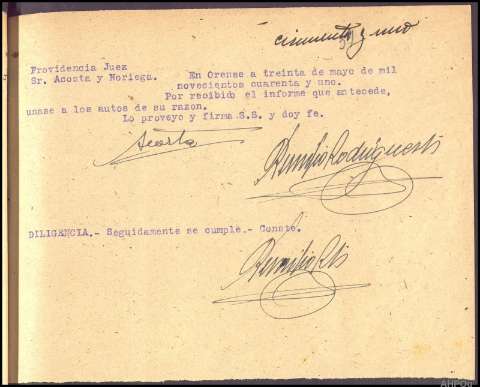 cincuenta y uno
51
Providencia Juez
Sr. Acosta y Noriega.
En Orense a treinta de mayo de mil
novecientos cuarenta y uno.
Por recibido el informe que antecede,
unase a los autos de su razon.
Lo proveyo y firma S.S. y doy fe.
Acosta
DILIGENCIA.- Seguidamente se cumple.- Consta.
AHPOu